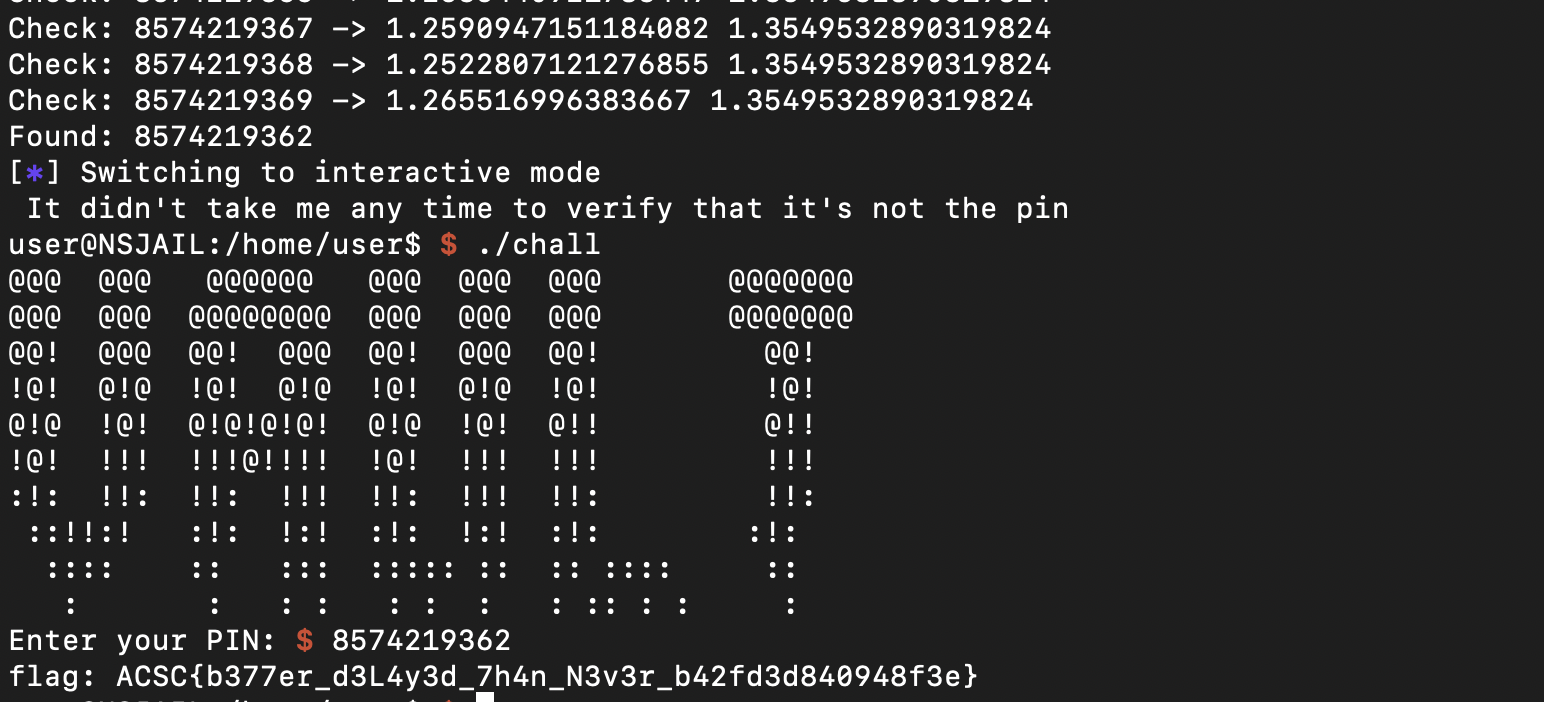 Check: 8574219367 -> 1.2590947151184082 1.3549532890319824
Check: 8574219368 -> 1.2522807121276855 1.3549532890319824
Check: 8574219369 -> 1.265516996383667 1.3549532890319824
Found: 8574219362
[*] Switching to interactive mode
 It didn't take me any time to verify that it's not the pin
user@NSJAIL:/home/user$ $ ./chall
@@@  @@@   @@@@@@   @@@  @@@  @@@       @@@@@@@
@@@  @@@  @@@@@@@@  @@@  @@@  @@@       @@@@@@@
@@!  @@@  @@!  @@@  @@!  @@@  @@!         @@!
!@!  @!@  !@!  @!@  !@!  @!@  !@!         !@!
@!@  !@!  @!@!@!@!  @!@  !@!  @!!         @!!
!@!  !!!  !!!@!!!!  !@!  !!!  !!!         !!!
:!:  !!:  !!:  !!!  !!:  !!!  !!:         !!:
 ::!!:!   :!:  !:!  :!:  !:!  :!:        :!:
  ::::    ::   :::  ::::: ::  :: ::::     ::
   :       :   : :   : :  :   : :: : :     :
Enter your PIN: $ 8574219362
flag: ACSC{b377er_d3L4y3d_7h4n_N3v3r_b42fd3d840948f3e}